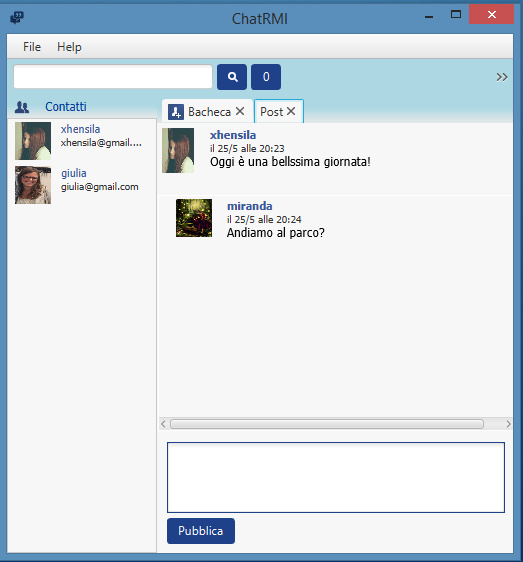 ChatRMI
File Help
0
Contatti
Bacheca Post
xhensila
xhensila@gmail....
giulia
giulia@gmail.com
xhensila
il 25/5 alle 20:23
Oggi è una bellssima giornata!
miranda
il 25/5 alle 20:24
Andiamo al parco?
Pubblica